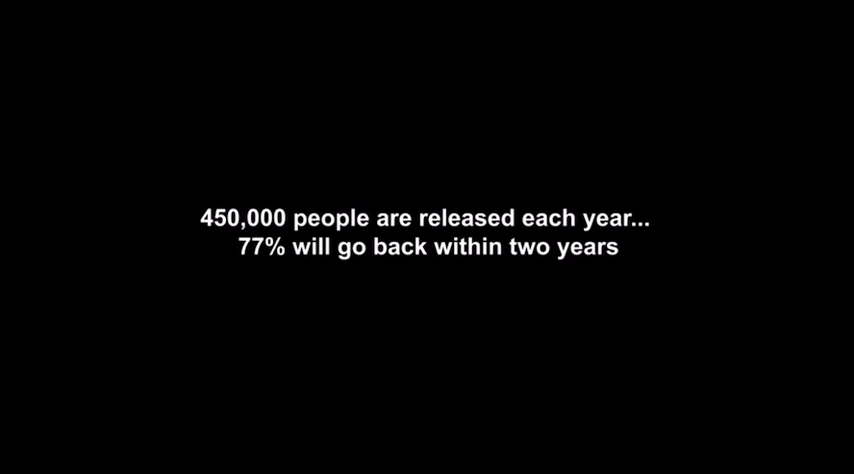 450,000 people are released each year...
77% will go back within two years